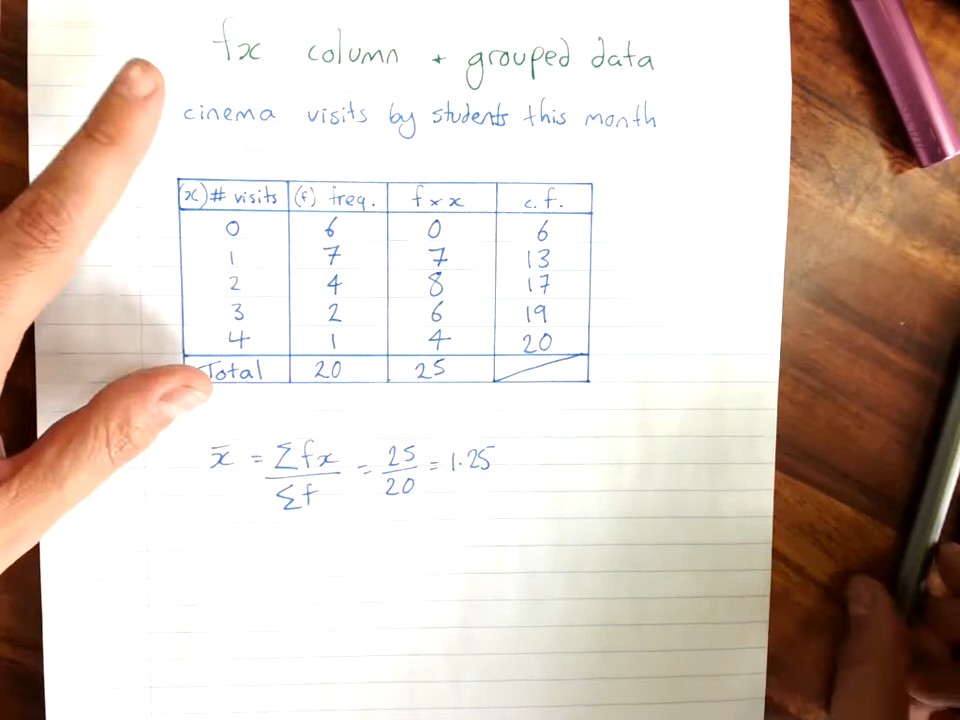 fx column + grouped data
cinema visits by students this month
(x) # visits (f) freq. f × x c.f.
0 6 0 6
1 7 7 13
2 4 8 17
3 2 6 19
4 1 4 20
Total 20 25
x̄ = Σfx / Σf = 25 / 20 = 1.25